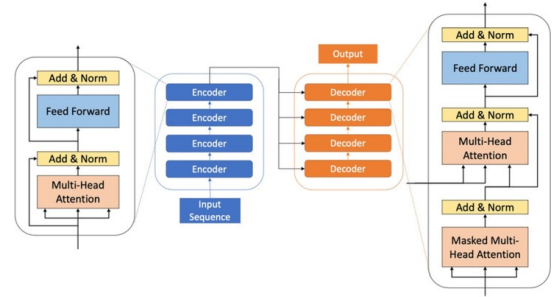 Add & Norm
Feed Forward
Add & Norm
Multi-Head
Attention
Encoder
Encoder
Encoder
Encoder
Input
Sequence
Output
Decoder
Decoder
Decoder
Decoder
Add & Norm
Feed Forward
Add & Norm
Multi-Head
Attention
Add & Norm
Masked Multi-
Head Attention